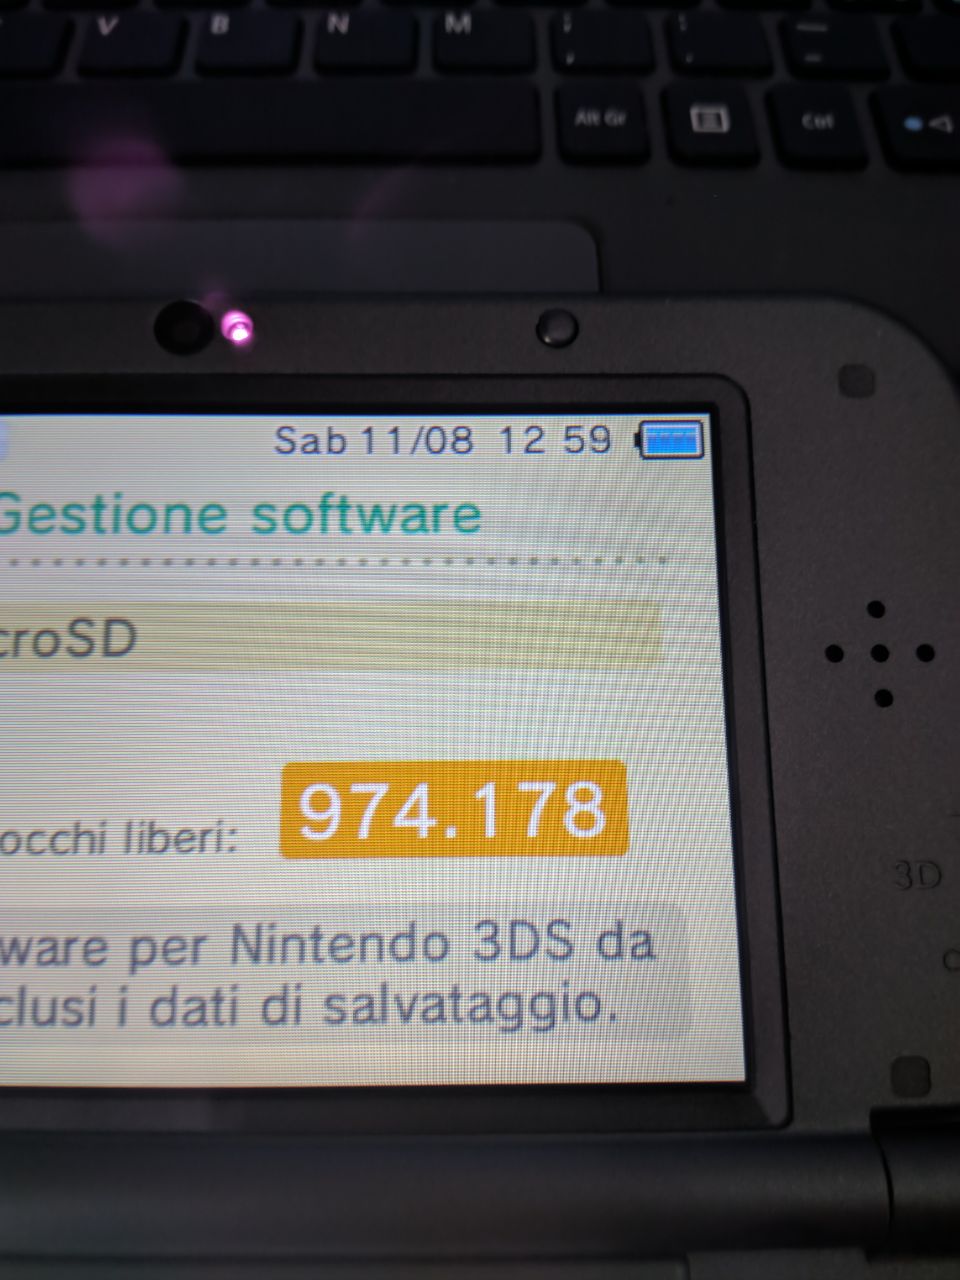 V B N M ; :
, . -
Alt Gr Ctrl
Sab 11/08 12 59
Gestione software
croSD
occhi liberi: 974.178
ware per Nintendo 3DS da
clusi i dati di salvataggio.
3D